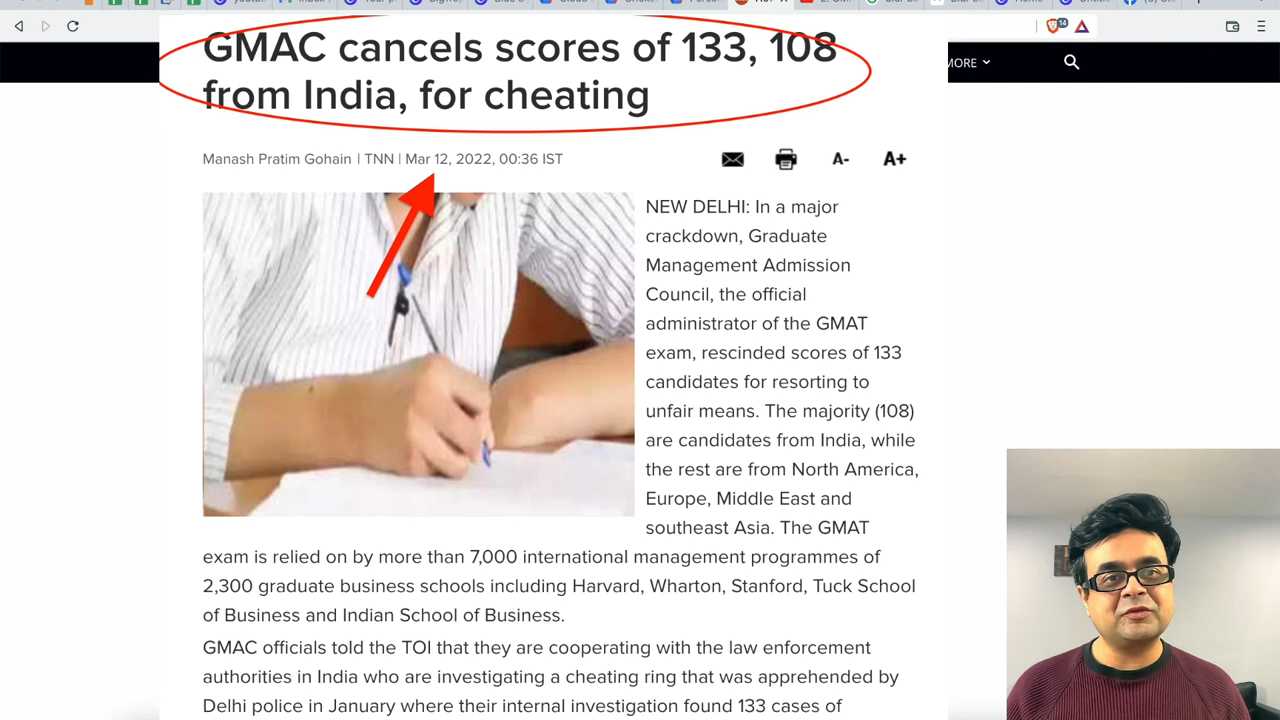 MORE
GMAC cancels scores of 133, 108
from India, for cheating
Manash Pratim Gohain | TNN | Mar 12, 2022, 00:36 IST
A-
A+
NEW DELHI: In a major
crackdown, Graduate
Management Admission
Council, the official
administrator of the GMAT
exam, rescinded scores of 133
candidates for resorting to
unfair means. The majority (108)
are candidates from India, while
the rest are from North America,
Europe, Middle East and
southeast Asia. The GMAT
exam is relied on by more than 7,000 international management programmes of
2,300 graduate business schools including Harvard, Wharton, Stanford, Tuck School
of Business and Indian School of Business.
GMAC officials told the TOI that they are cooperating with the law enforcement
authorities in India who are investigating a cheating ring that was apprehended by
Delhi police in January where their internal investigation found 133 cases of